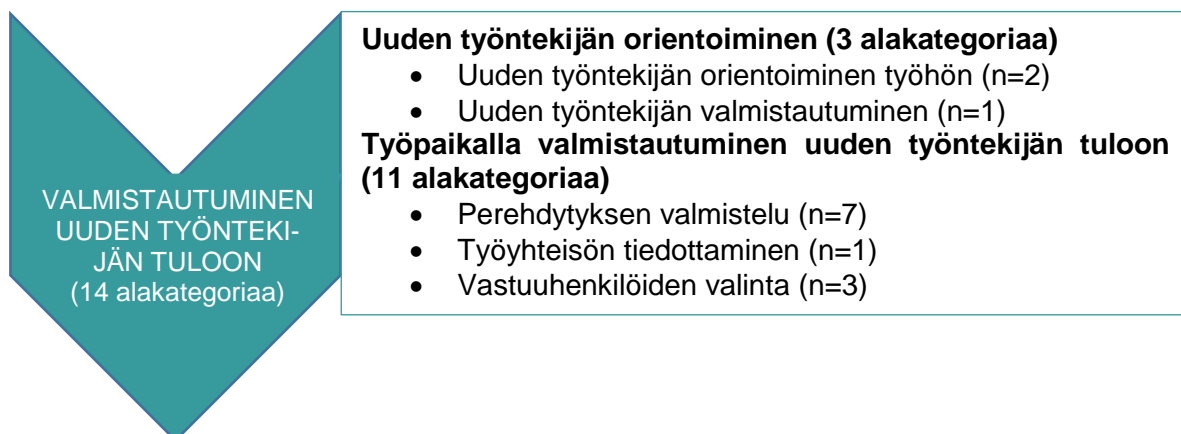 VALMISTAUTUMINEN
UUDEN TYÖNTEKI-
JÄN TULOON
(14 alakategoriaa)
Uuden työntekijän orientoiminen (3 alakategoriaa)
• Uuden työntekijän orientoiminen työhön (n=2)
• Uuden työntekijän valmistautuminen (n=1)
Työpaikalla valmistautuminen uuden työntekijän tuloon
(11 alakategoriaa)
• Perehdytyksen valmistelu (n=7)
• Työyhteisön tiedottaminen (n=1)
• Vastuuhenkilöiden valinta (n=3)